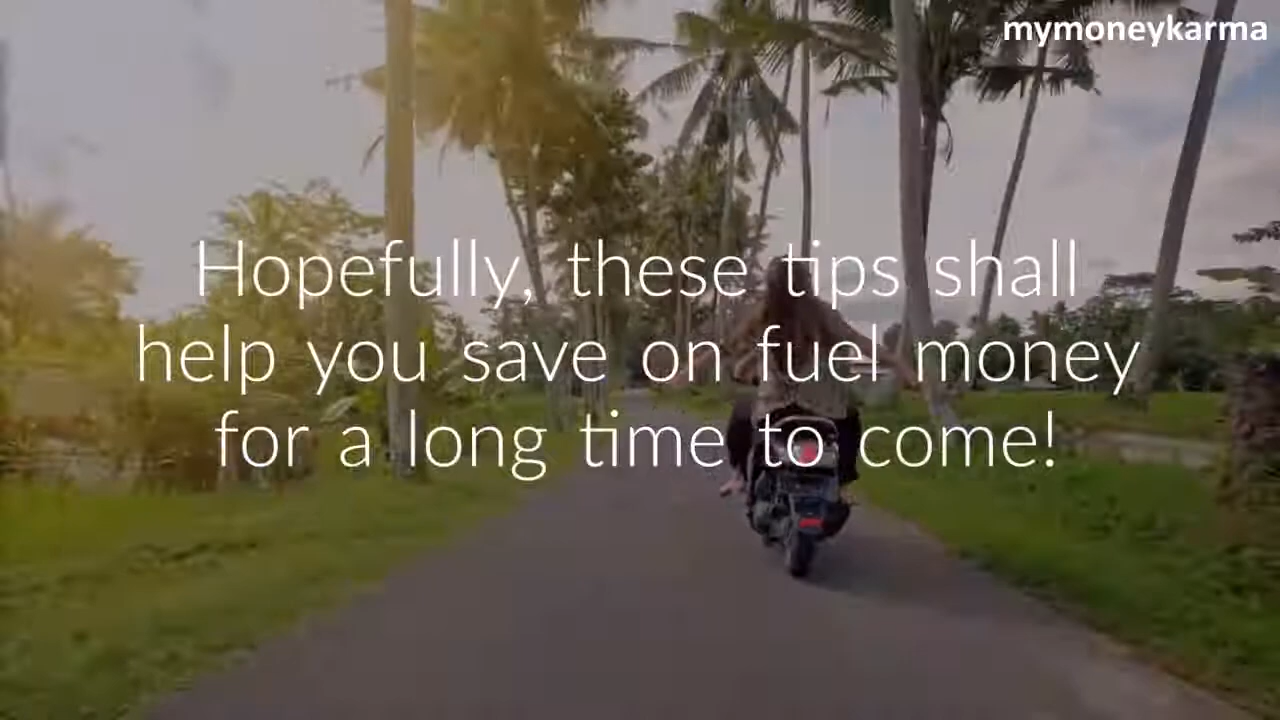 mymoneykarma
Hopefully, these tips shall
help you save on fuel money
for a long time to come!